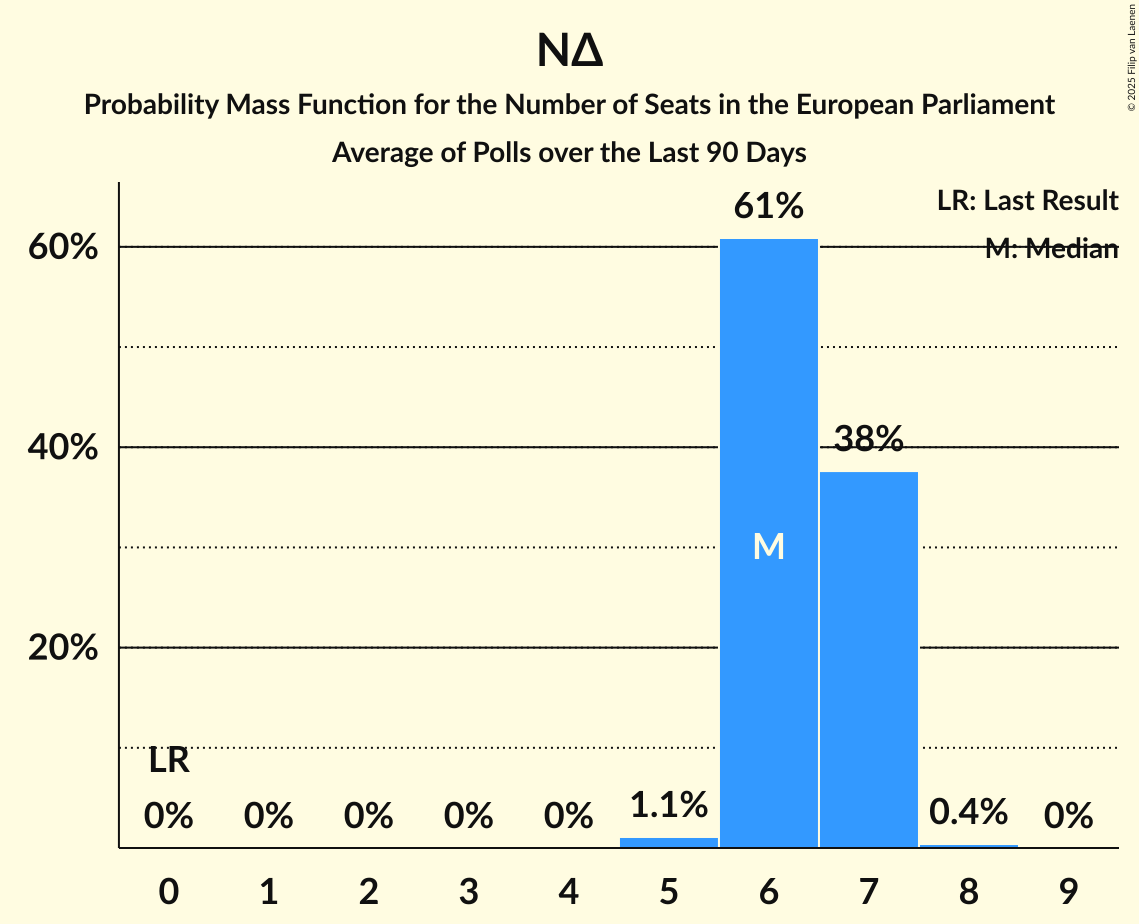 ΝΔ
Probability Mass Function for the Number of Seats in the European Parliament
Average of Polls over the Last 90 Days
© 2025 Filip van Laenen
LR: Last Result
M: Median
60%
40%
20%
61%
38%
M
LR
0% 0% 0% 0% 0% 1.1% 0.4% 0%
0 1 2 3 4 5 6 7 8 9